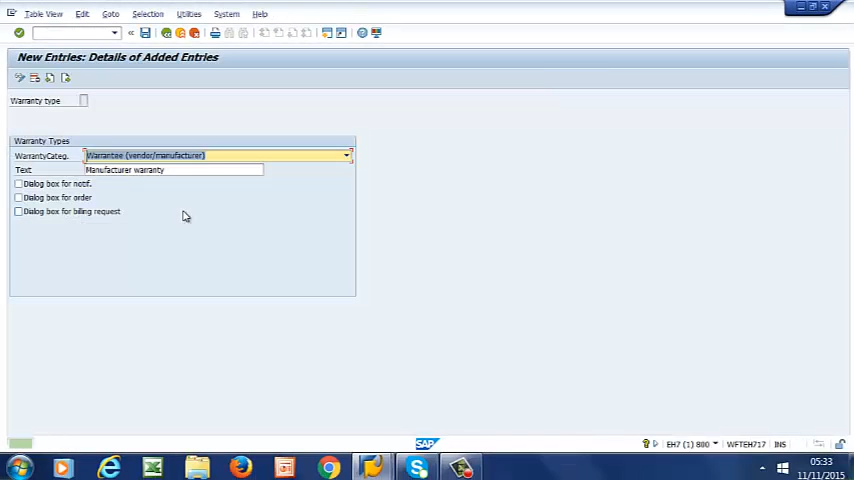 Table View Edit Goto Selection Utilities System Help
New Entries: Details of Added Entries
Warranty type
Warranty Types
WarrantyCateg. Warrantee (vendor/manufacturer)
Text Manufacturer warranty
Dialog box for notif.
Dialog box for order
Dialog box for billing request
SAP
EH7 (1) 800 WFTEH717 INS
05:33
11/11/2015